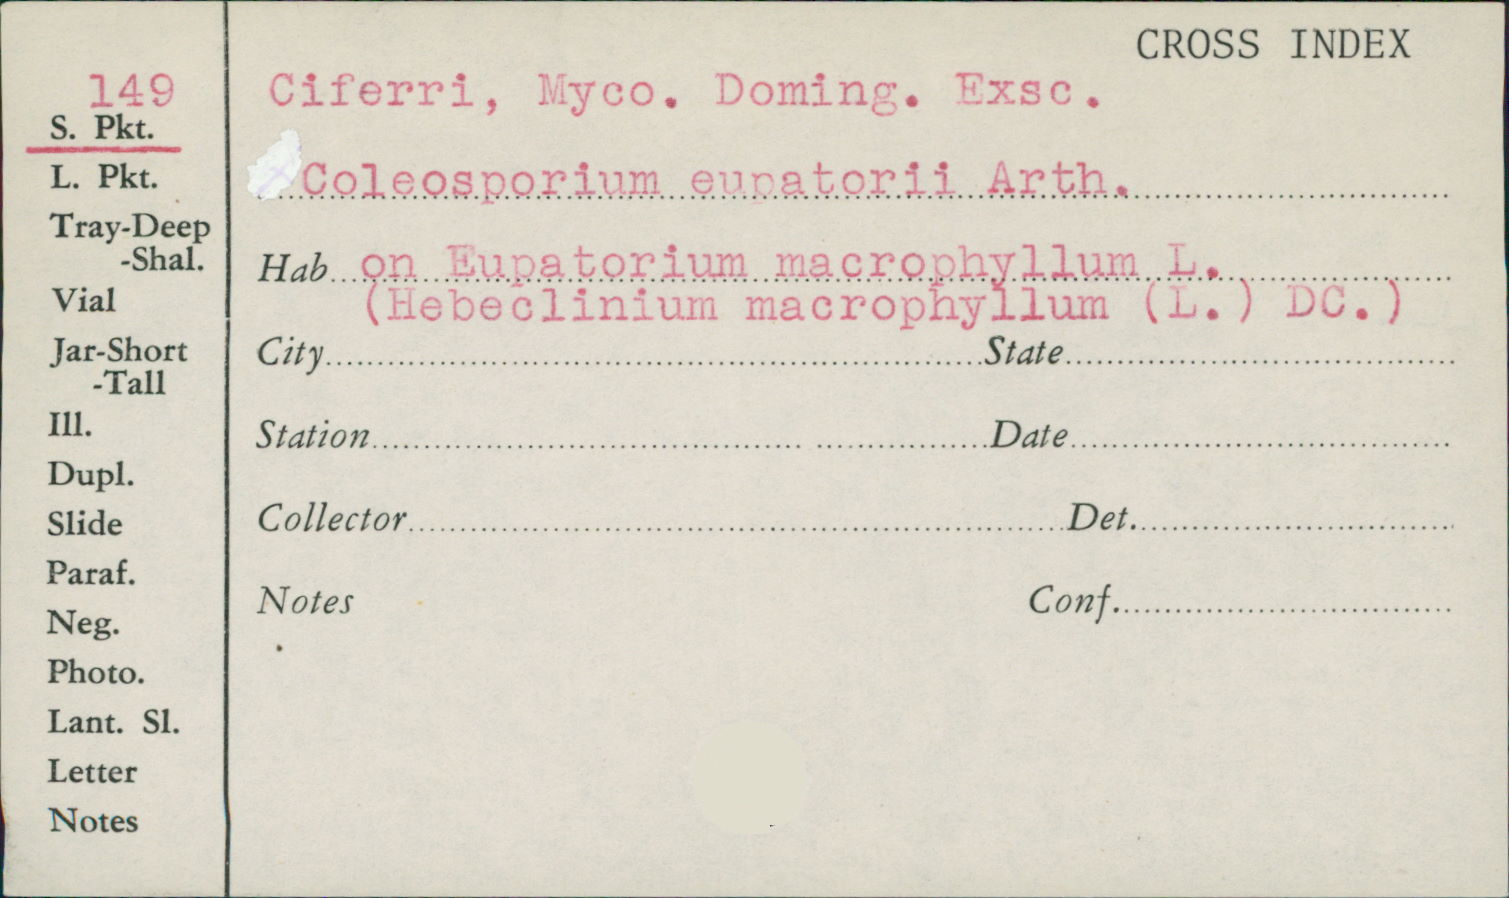 CROSS INDEX
149 Ciferri, Myco. Doming. Exsc.
S. Pkt.
Coleosporium eupatorii Arth.
L. Pkt.
Tray-Deep
-Shal.
Hab on Eupatorium macrophyllum L.
(Hebeclinium macrophyllum (L.) DC.)
Vial
Jar-Short
-Tall
City State
Ill.
Station Date
Dupl.
Slide
Collector Det.
Paraf.
Neg.
Notes Conf.
Photo.
Lant. Sl.
Letter
Notes